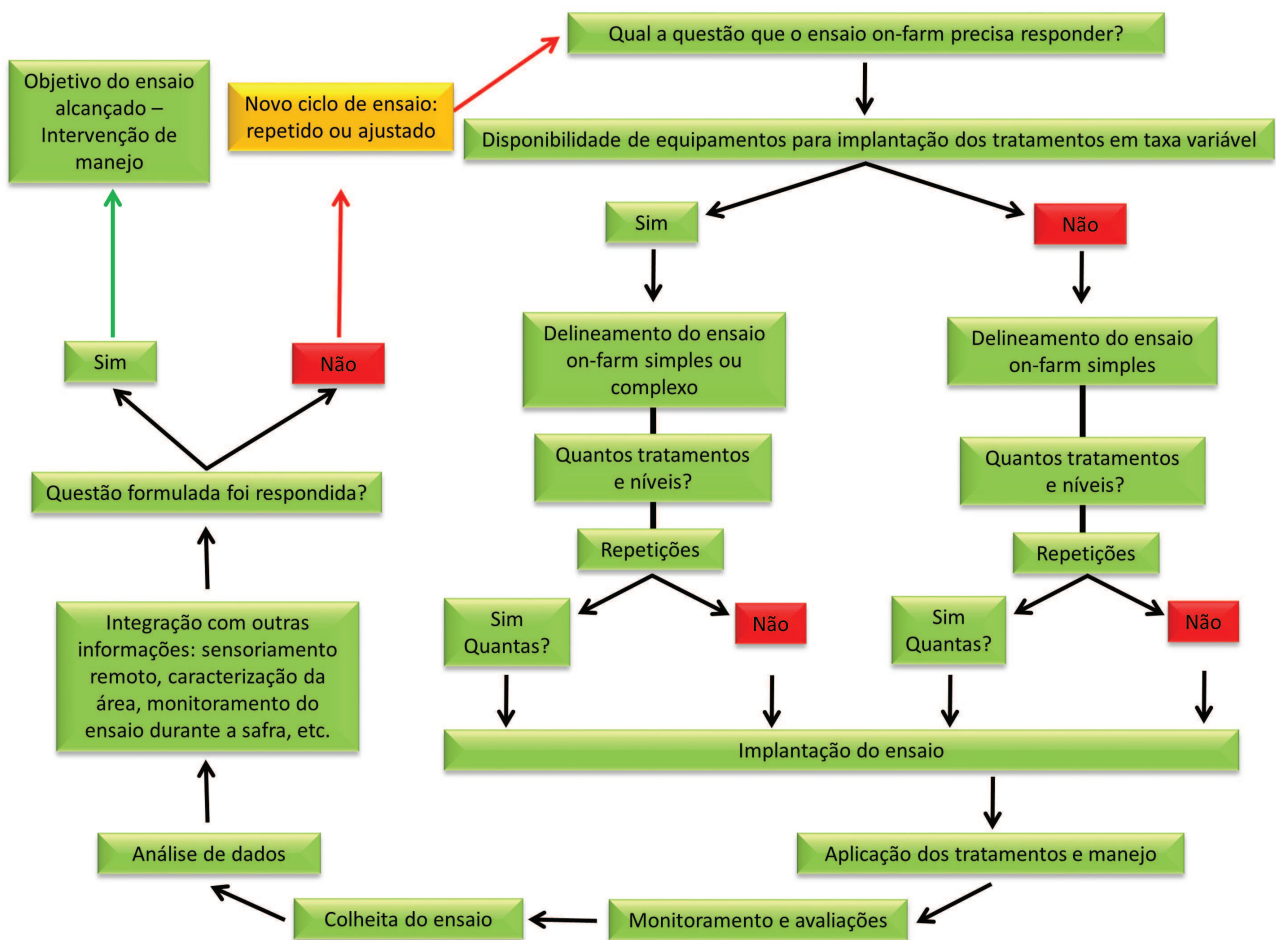 Qual a questão que o ensaio on-farm precisa responder?
Objetivo do ensaio
alcançado –
Intervenção de
manejo
Novo ciclo de ensaio:
repetido ou ajustado
Disponibilidade de equipamentos para implantação dos tratamentos em taxa variável
Sim
Não
Delineamento do ensaio
on-farm simples ou
complexo
Delineamento do ensaio
on-farm simples
Sim
Não
Quantos tratamentos
e níveis?
Quantos tratamentos
e níveis?
Questão formulada foi respondida?
Repetições
Repetições
Sim
Quantas?
Não
Sim
Quantas?
Não
Integração com outras
informações: sensoriamento
remoto, caracterização da
área, monitoramento do
ensaio durante a safra, etc.
Implantação do ensaio
Análise de dados
Aplicação dos tratamentos e manejo
Colheita do ensaio
Monitoramento e avaliações